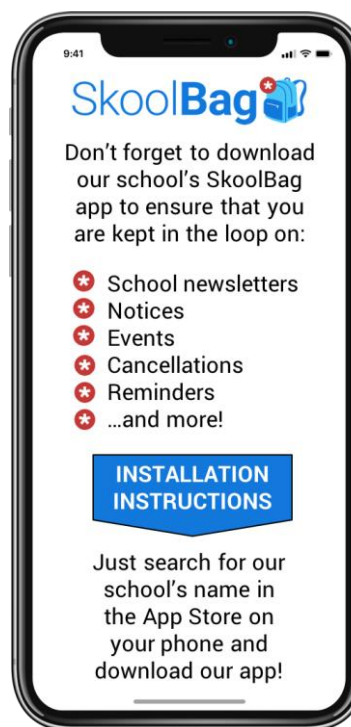 9:41
SkoolBag
Don't forget to download
our school's SkoolBag
app to ensure that you
are kept in the loop on:
School newsletters
Notices
Events
Cancellations
Reminders
...and more!
INSTALLATION
INSTRUCTIONS
Just search for our
school's name in
the App Store on
your phone and
download our app!